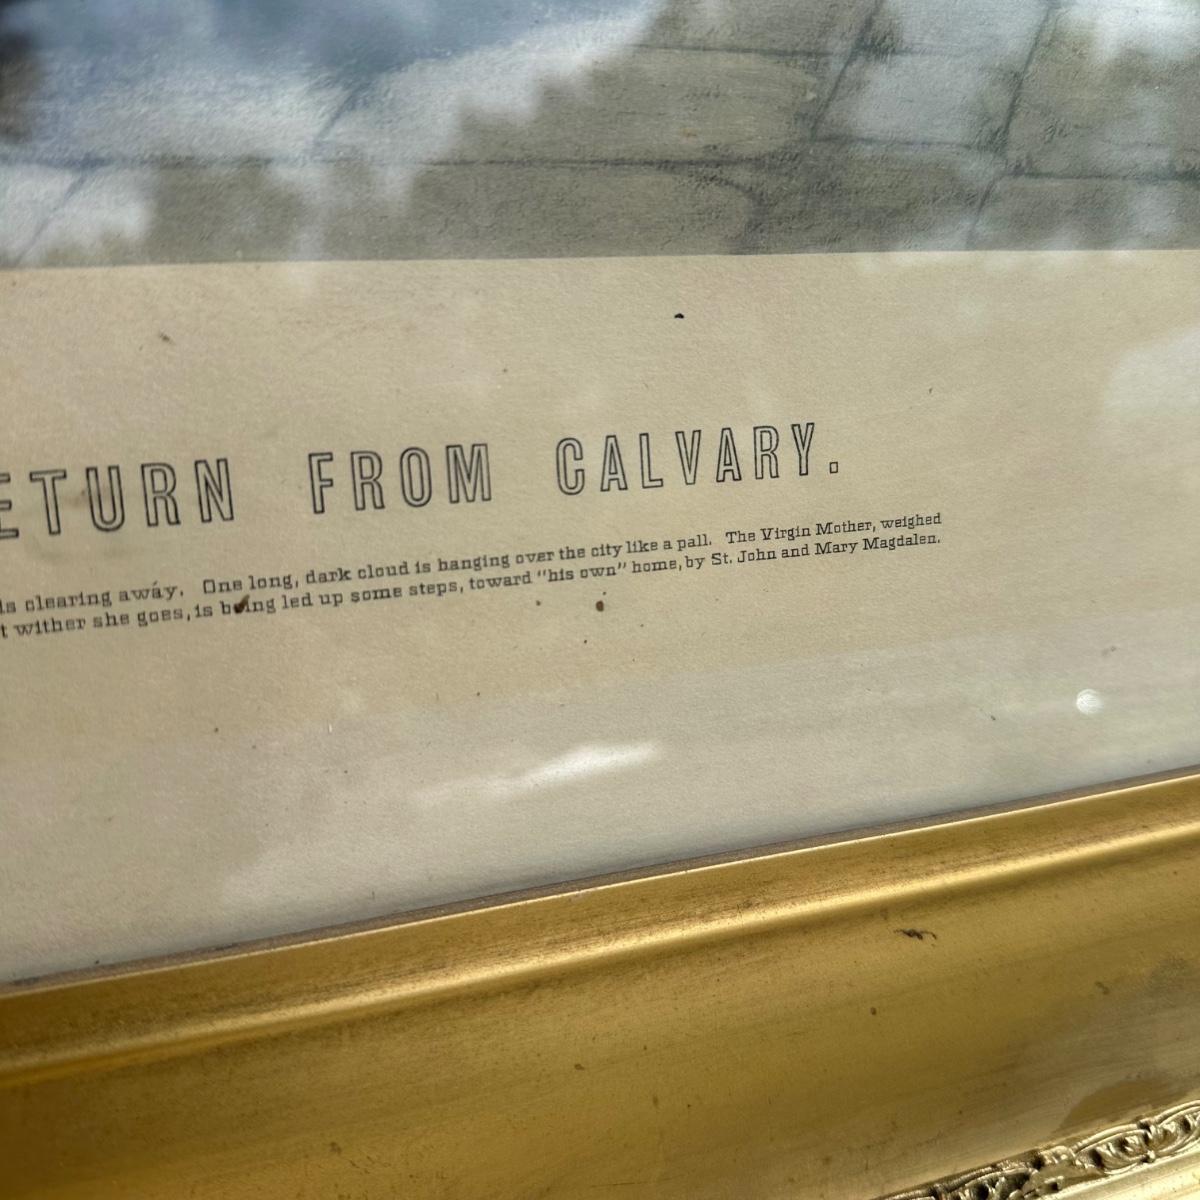 ETURN FROM CALVARY.
ls clearing away. One long, dark cloud is hanging over the city like a pall. The Virgin Mother, weighed
t wither she goes, is being led up some steps, toward "his own" home, by St. John and Mary Magdalen.